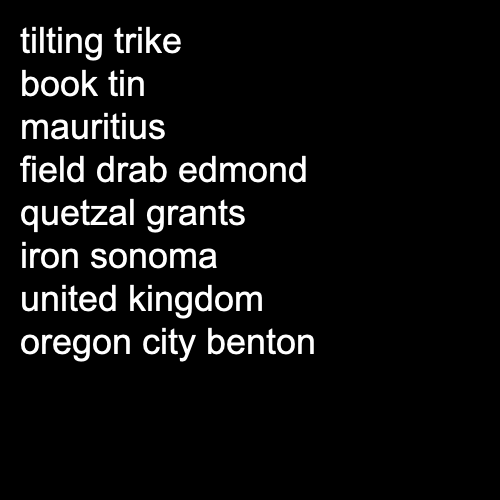 tilting trike
book tin
mauritius
field drab edmond
quetzal grants
iron sonoma
united kingdom
oregon city benton